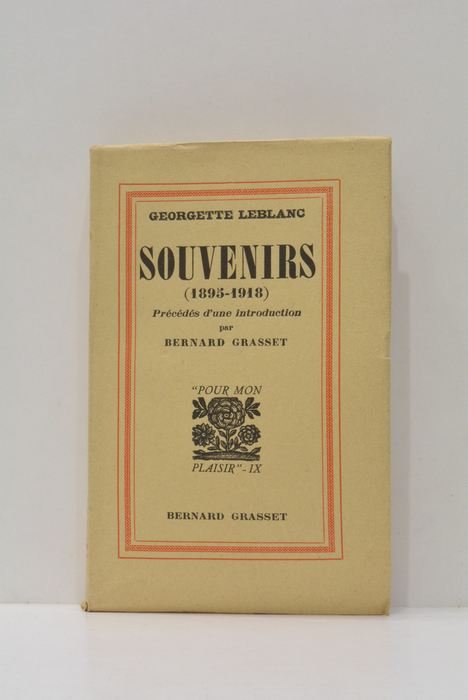 GEORGETTE LEBLANC
SOUVENIRS
(1895-1918)
Précédés d'une introduction
par
BERNARD GRASSET
"POUR MON
PLAISIR" - IX
BERNARD GRASSET